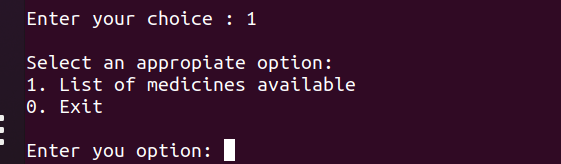 Enter your choice : 1
Select an appropiate option:
1. List of medicines available
0. Exit
Enter you option: